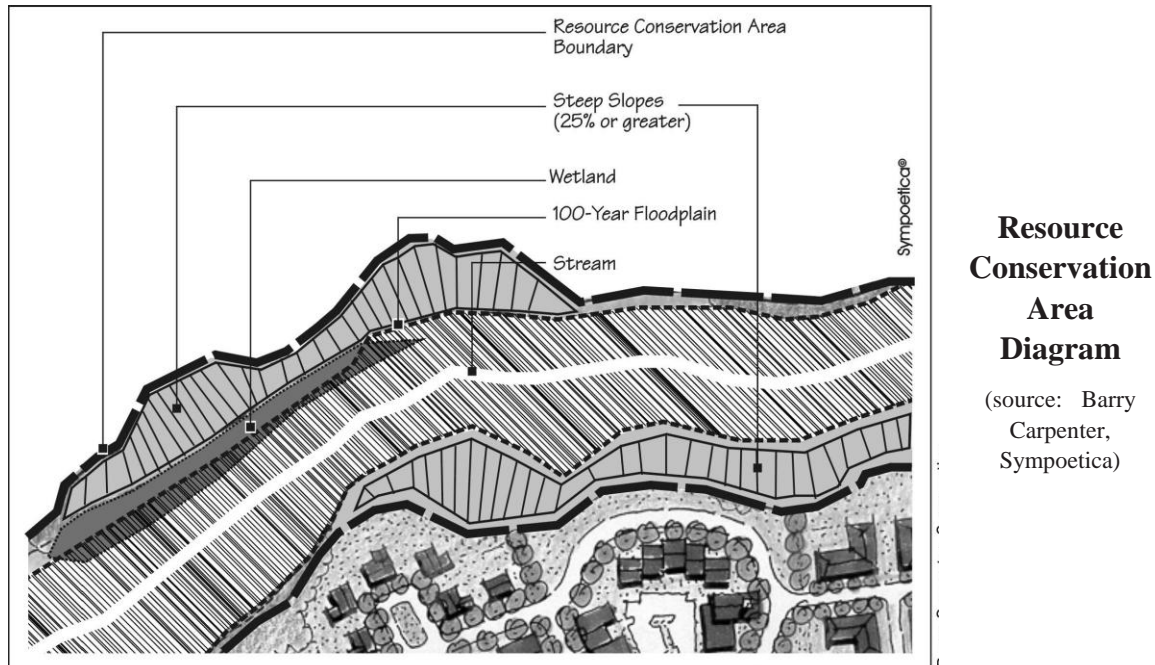 Resource Conservation Area
Boundary
Steep Slopes
(25% or greater)
Wetland
100-Year Floodplain
Stream
Sympoetica©
Resource
Conservation
Area
Diagram
(source: Barry
Carpenter,
Sympoetica)